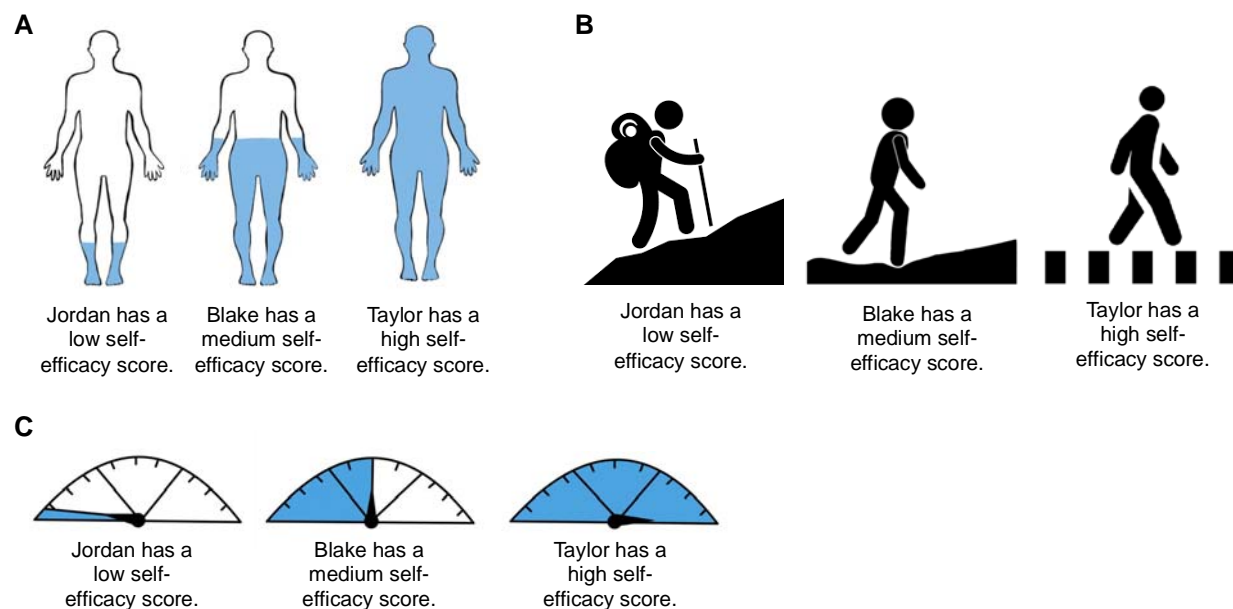 A
Jordan has a
low self-
efficacy score.
Blake has a
medium self-
efficacy score.
Taylor has a
high self-
efficacy score.
B
Jordan has a
low self-
efficacy score.
Blake has a
medium self-
efficacy score.
Taylor has a
high self-
efficacy score.
C
Jordan has a
low self-
efficacy score.
Blake has a
medium self-
efficacy score.
Taylor has a
high self-
efficacy score.